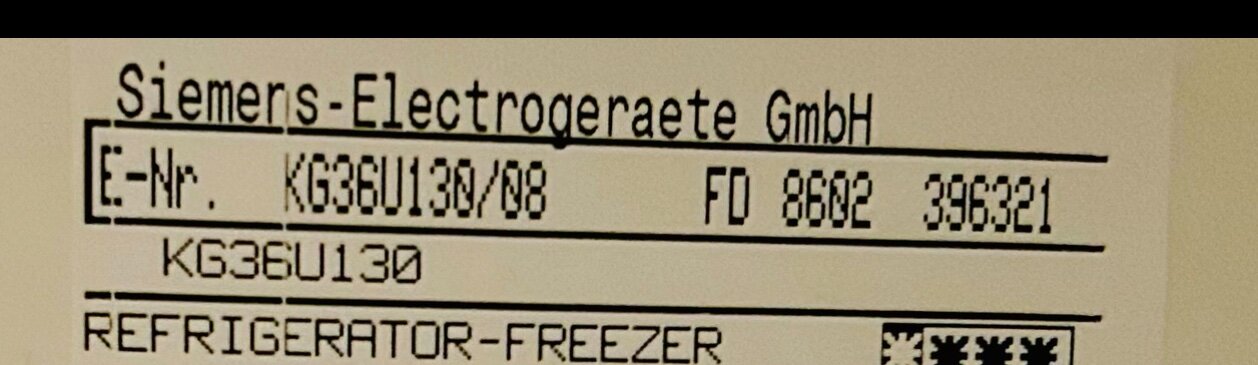 Siemens-Electrogeraete GmbH
E-Nr. KG36U130/08 FD 8602 396321
KG36U130
REFRIGERATOR-FREEZER